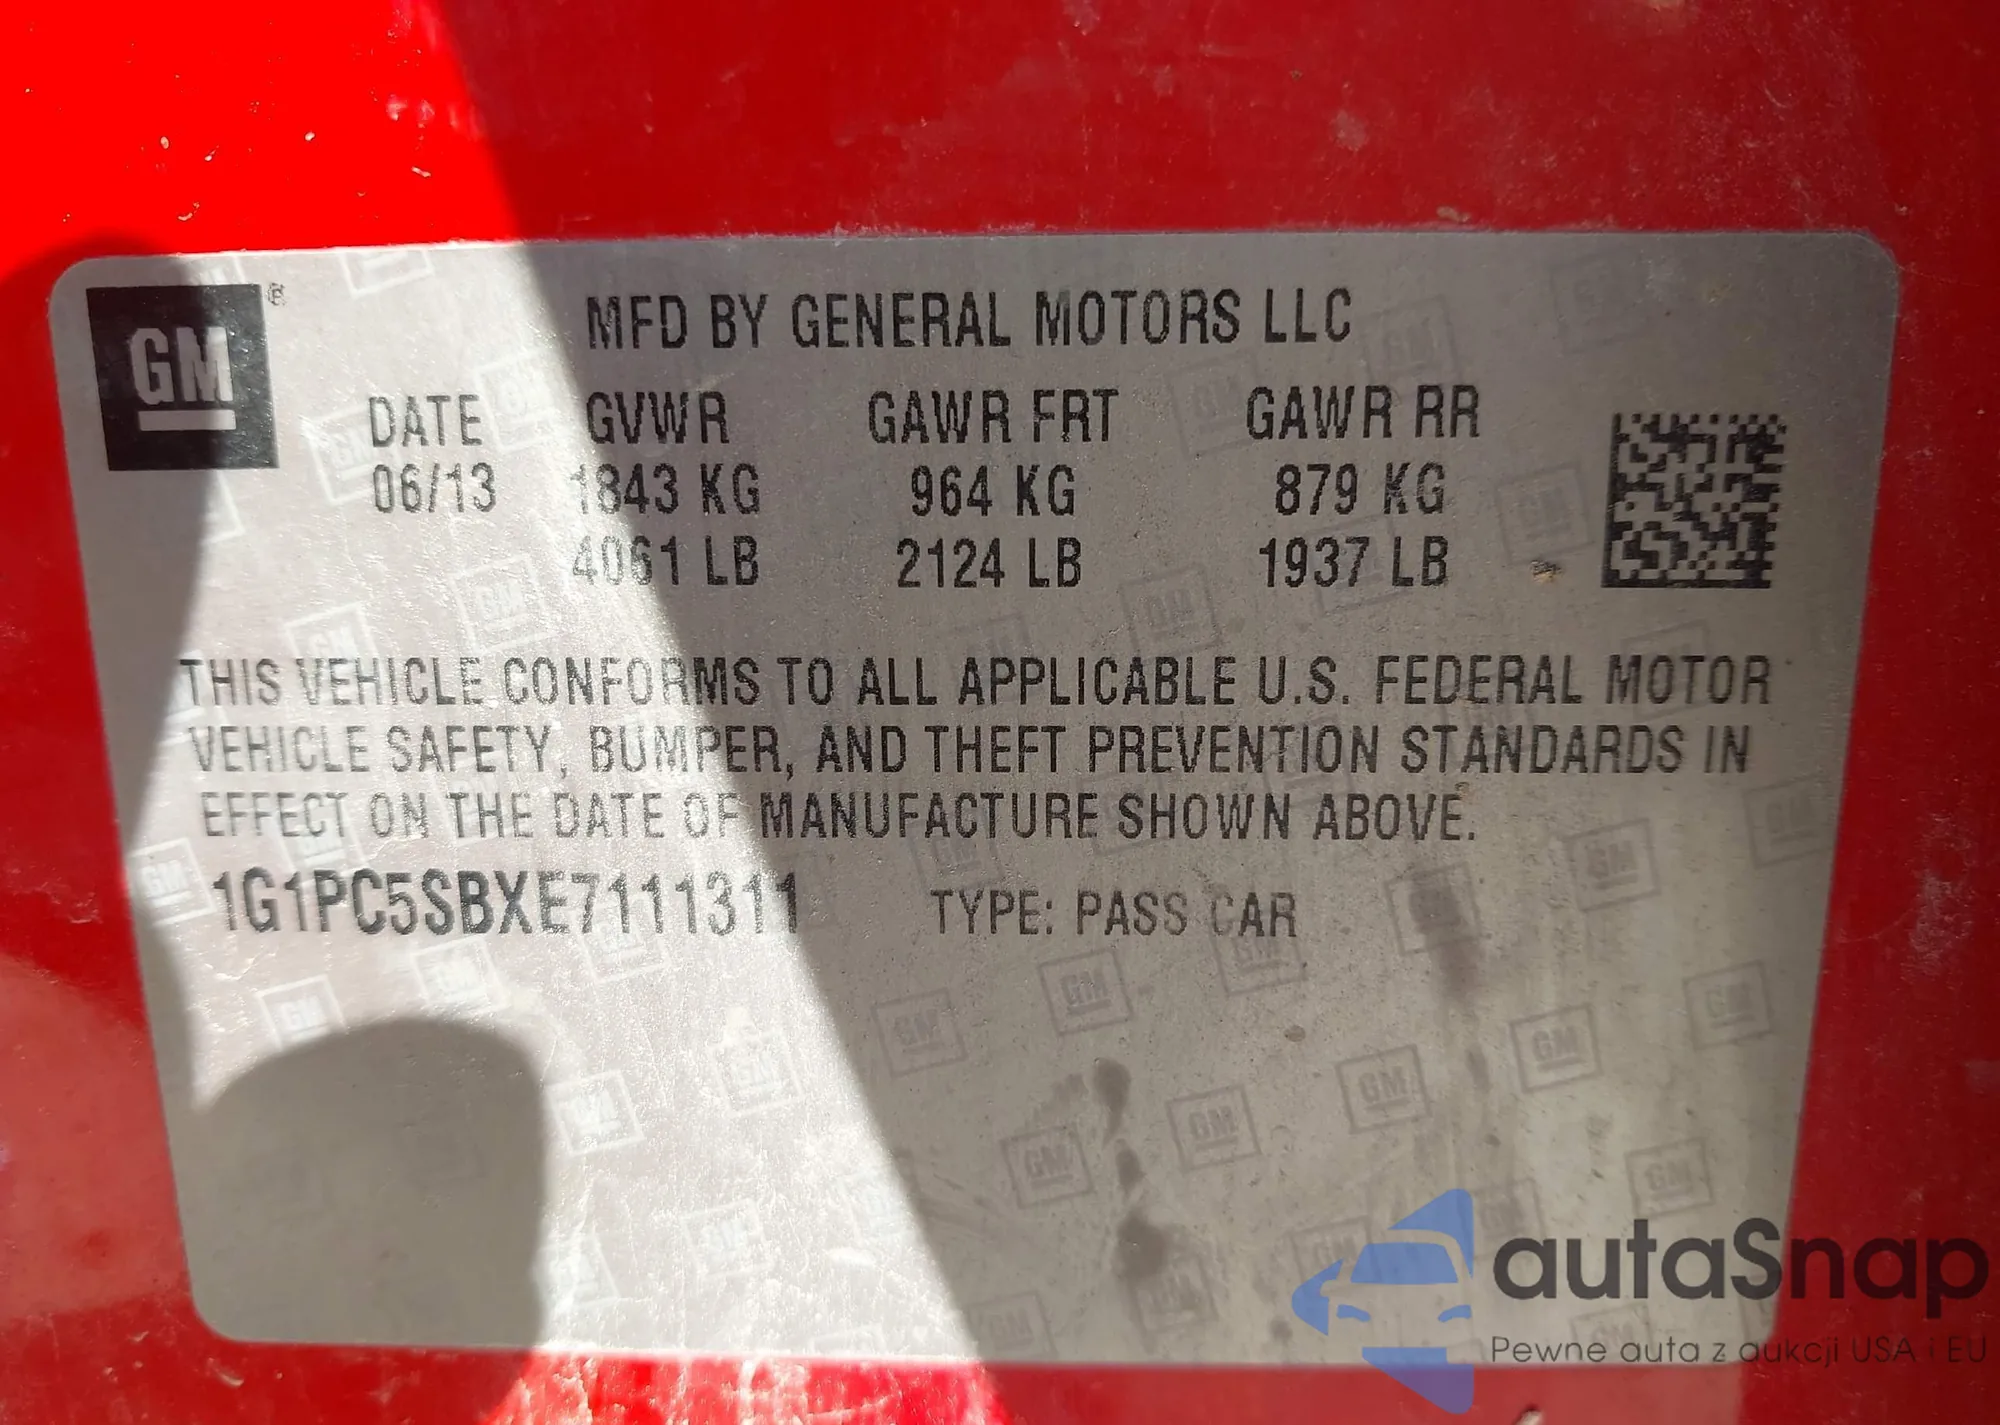 GM ®
MFD BY GENERAL MOTORS LLC
DATE GVWR GAWR FRT GAWR RR
06/13 1843 KG 964 KG 879 KG
4061 LB 2124 LB 1937 LB
THIS VEHICLE CONFORMS TO ALL APPLICABLE U.S. FEDERAL MOTOR
VEHICLE SAFETY, BUMPER, AND THEFT PREVENTION STANDARDS IN
EFFECT ON THE DATE OF MANUFACTURE SHOWN ABOVE.
1G1PC5SBXE7111311 TYPE: PASS CAR
autaSnap
Pewne auta z aukcji USA i EU